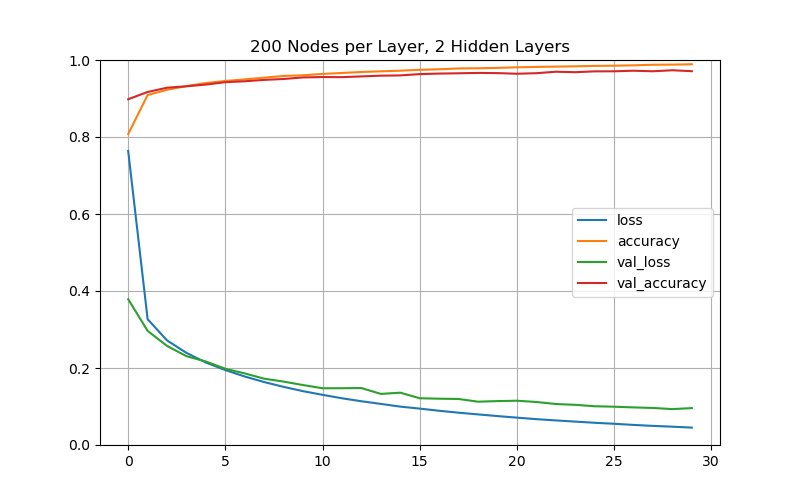 200 Nodes per Layer, 2 Hidden Layers
1.0
0.8
0.6
0.4
0.2
0.0
loss
accuracy
val_loss
val_accuracy
0 5 10 15 20 25 30